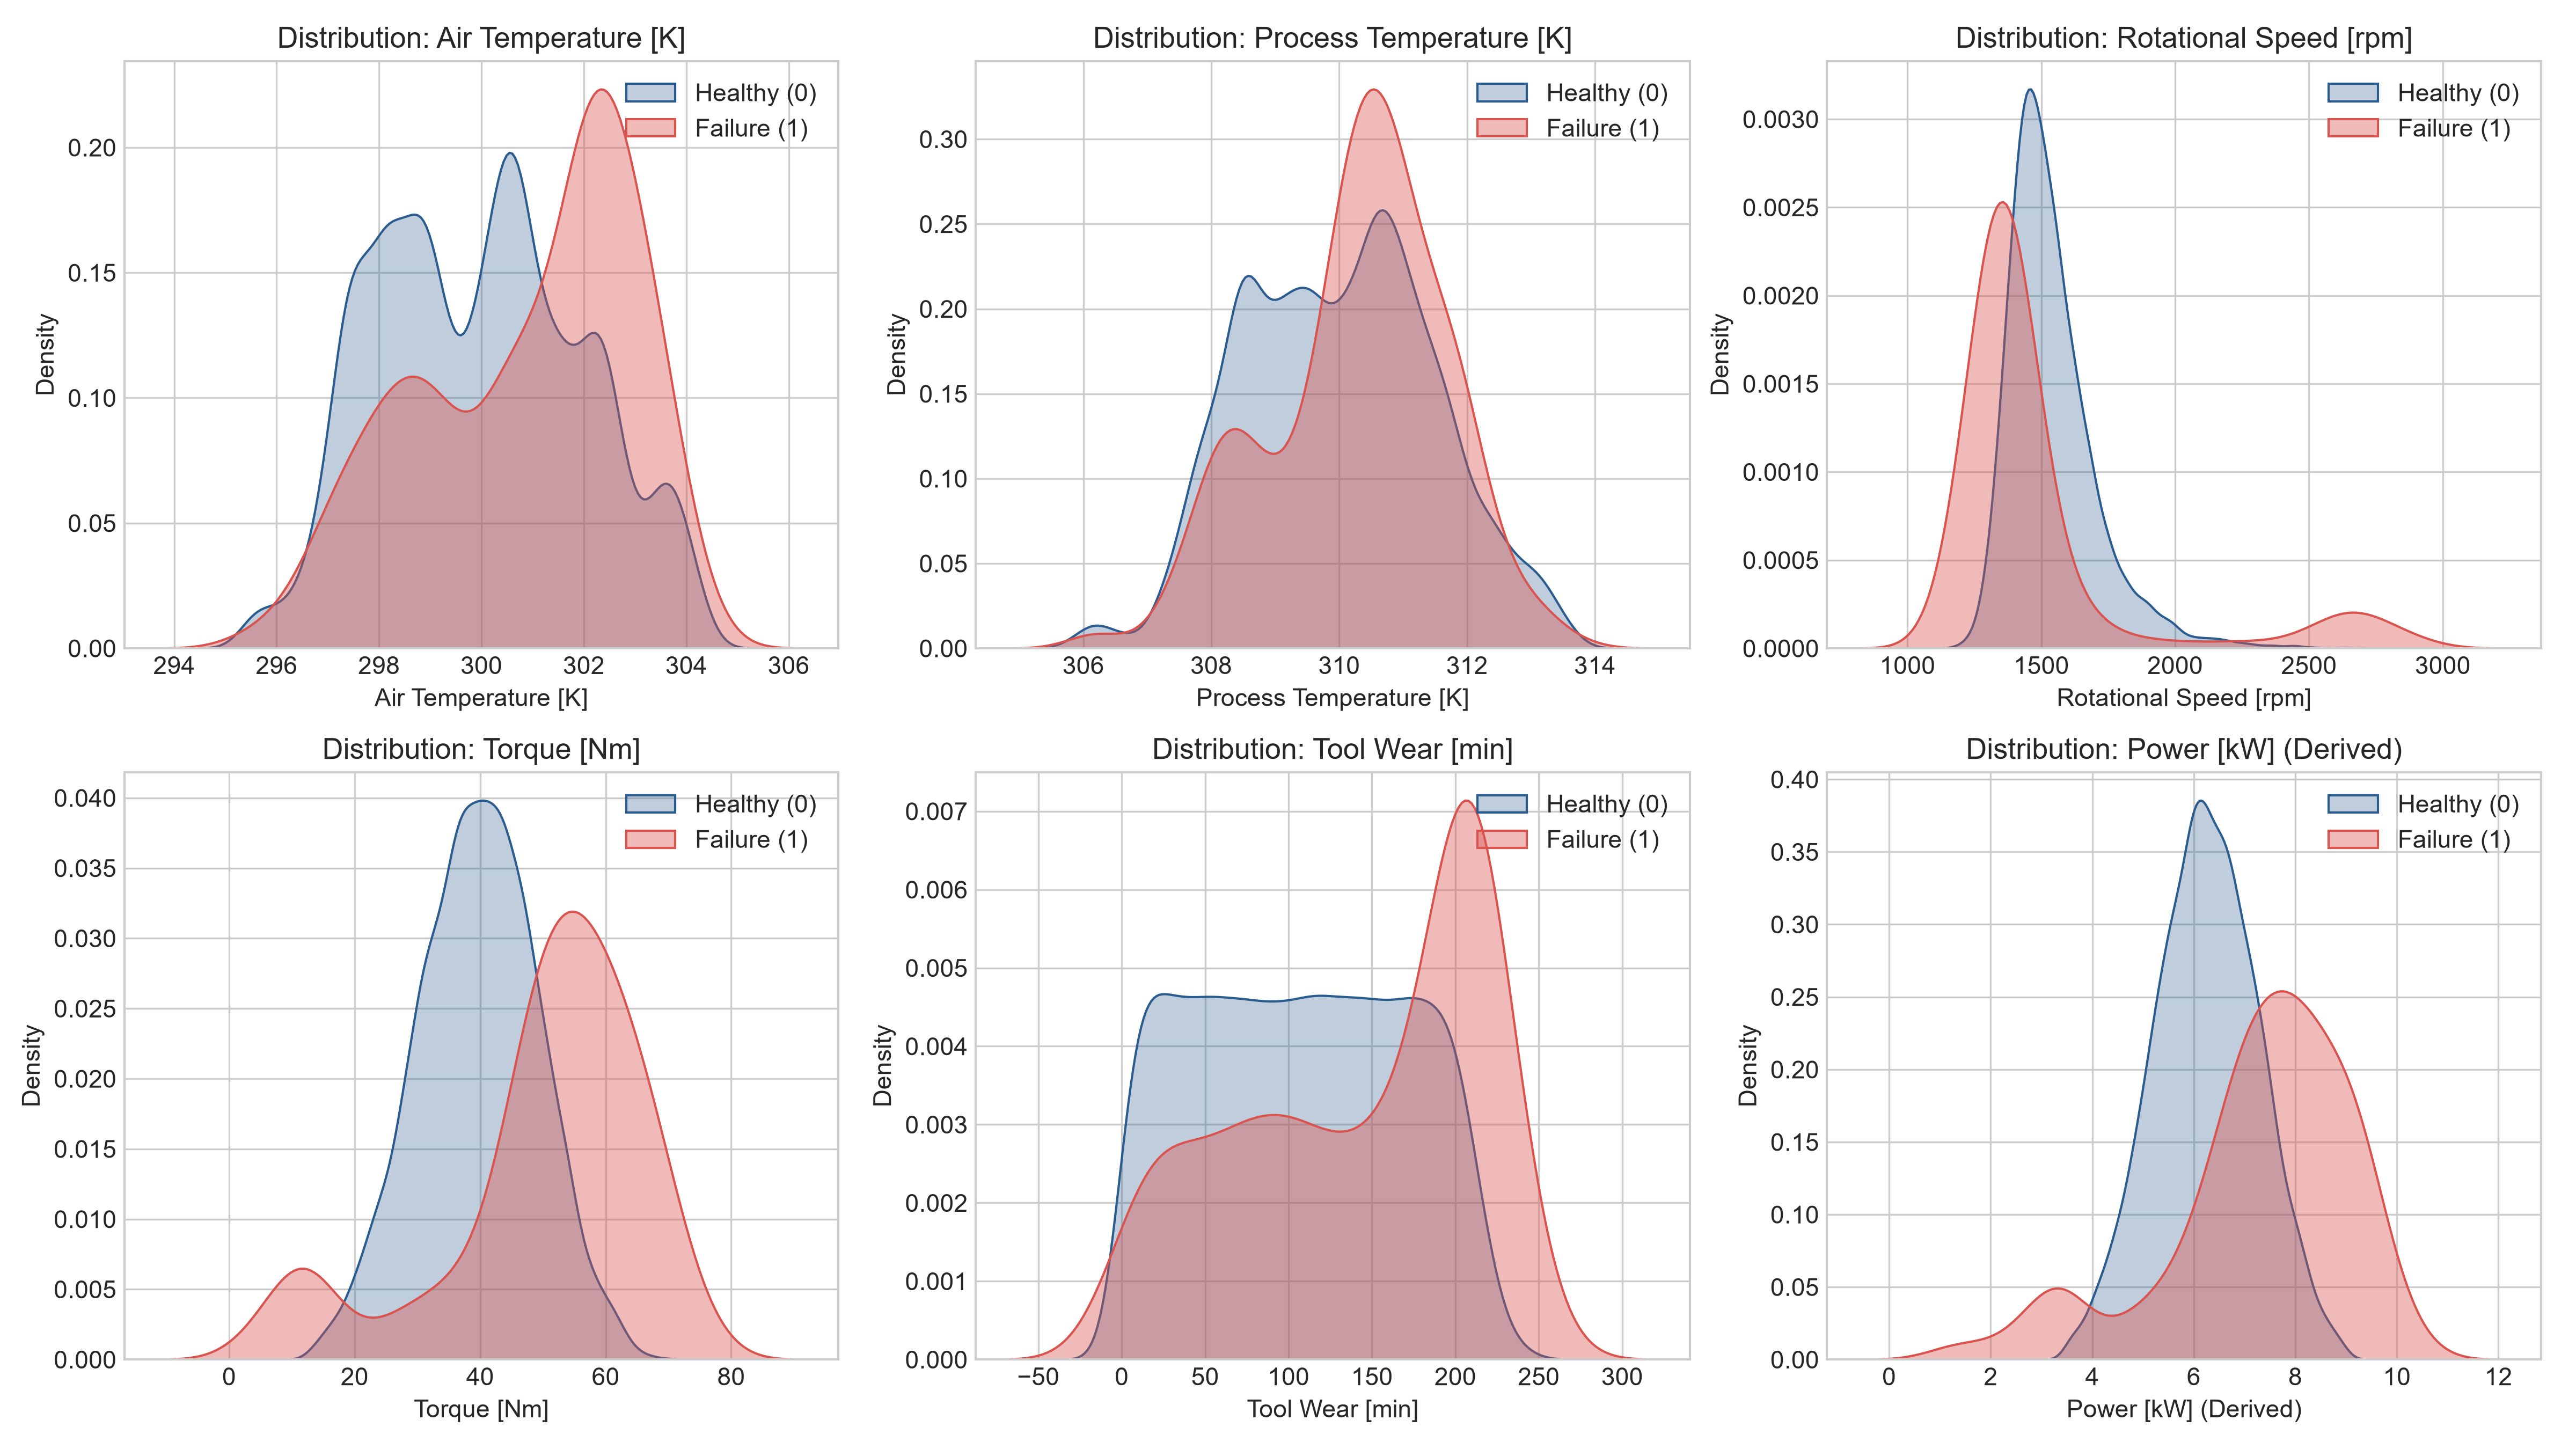 Distribution: Air Temperature [K]
Healthy (0)
Failure (1)
Density
0.20
0.15
0.10
0.05
0.00
294 296 298 300 302 304 306
Air Temperature [K]
Distribution: Process Temperature [K]
Healthy (0)
Failure (1)
Density
0.30
0.25
0.20
0.15
0.10
0.05
0.00
306 308 310 312 314
Process Temperature [K]
Distribution: Rotational Speed [rpm]
Healthy (0)
Failure (1)
Density
0.0030
0.0025
0.0020
0.0015
0.0010
0.0005
0.0000
1000 1500 2000 2500 3000
Rotational Speed [rpm]
Distribution: Torque [Nm]
Healthy (0)
Failure (1)
Density
0.040
0.035
0.030
0.025
0.020
0.015
0.010
0.005
0.000
0 20 40 60 80
Torque [Nm]
Distribution: Tool Wear [min]
Healthy (0)
Failure (1)
Density
0.007
0.006
0.005
0.004
0.003
0.002
0.001
0.000
−50 0 50 100 150 200 250 300
Tool Wear [min]
Distribution: Power [kW] (Derived)
Healthy (0)
Failure (1)
Density
0.40
0.35
0.30
0.25
0.20
0.15
0.10
0.05
0.00
0 2 4 6 8 10 12
Power [kW] (Derived)